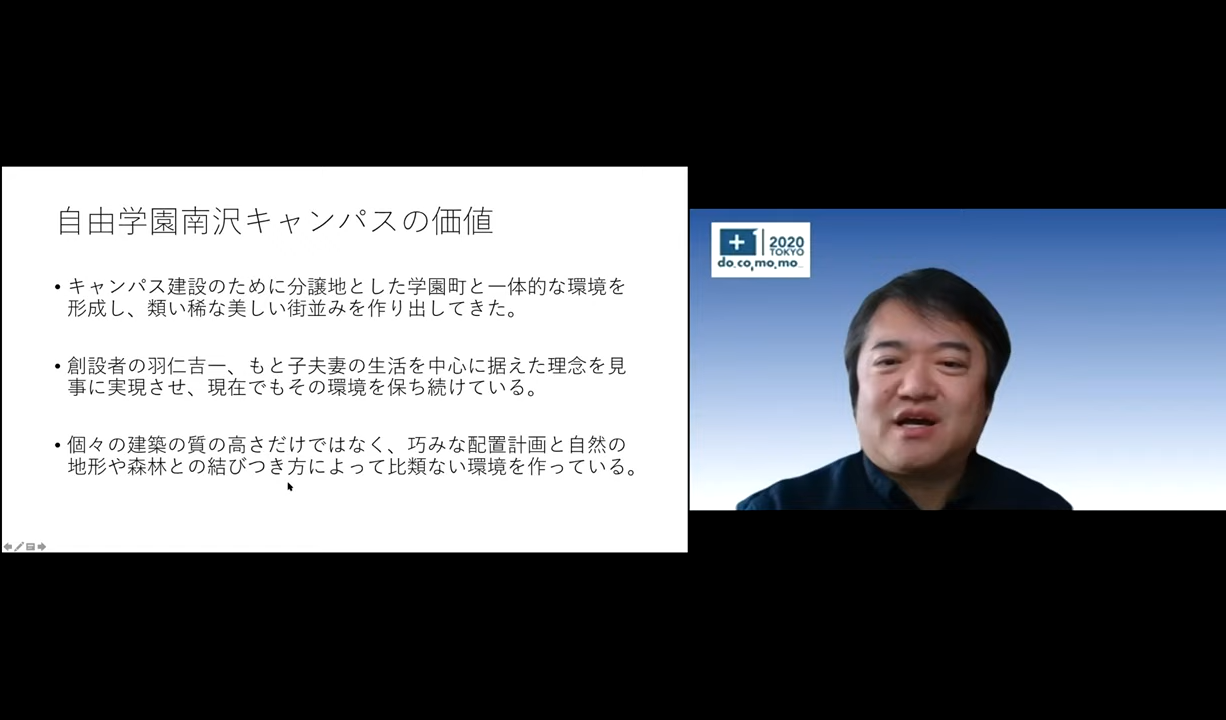 自由学園南沢キャンパスの価値
• キャンパス建設のために分譲地とした学園町と一体的な環境を
形成し、類い稀な美しい街並みを作り出してきた。
• 創設者の羽仁吉一、もと子夫妻の生活を中心に据えた理念を見
事に実現させ、現在でもその環境を保ち続けている。
• 個々の建築の質の高さだけではなく、巧みな配置計画と自然の
地形や森林との結びつき方によって比類ない環境を作っている。
+1
2020
TOKYO
do_co,mo,mo_